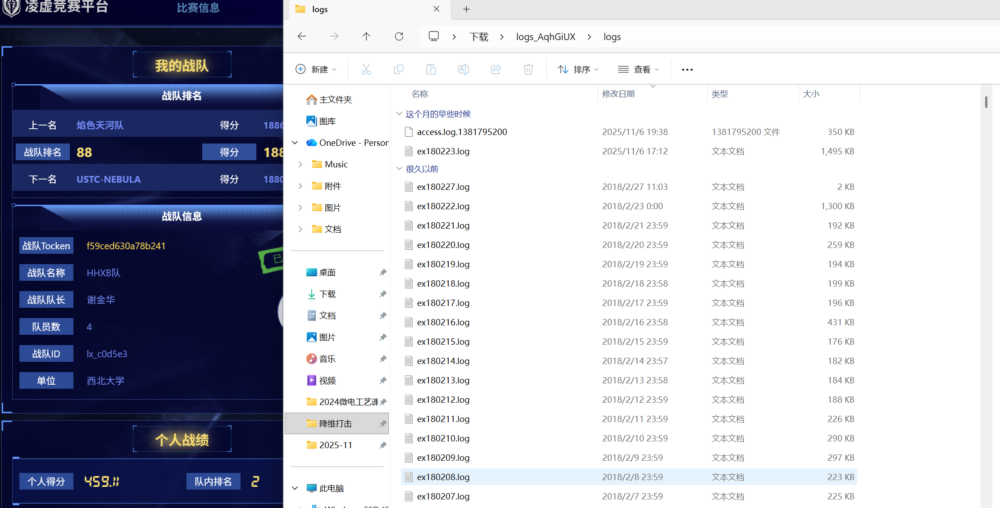 凌虚竞赛平台
比赛信息
我的战队
战队排名
上一名 焰色天河队 得分 1886
战队排名 88 得分 188
下一名 USTC-NEBULA 得分 1880
战队信息
战队Tocken f59ced630a78b241
已
战队名称 HHXB队
战队队长 谢金华
队员数 4
战队ID lx_c0d5e3
单位 西北大学
个人战绩
个人得分 459.11 队内排名 2
logs
下载 logs_AqhGiUX logs
新建 排序 查看
主文件夹
图库
OneDrive - Person
Music
附件
图片
文档
桌面
下载
文档
图片
音乐
视频
2024微电工艺课
降维打击
2025-11
此电脑
名称 修改日期 类型 大小
这个月的早些时候
access.log.1381795200 2025/11/6 19:38 1381795200 文件 350 KB
ex180223.log 2025/11/6 17:12 文本文档 1,495 KB
很久以前
ex180227.log 2018/2/27 11:03 文本文档 2 KB
ex180222.log 2018/2/23 0:00 文本文档 1,300 KB
ex180221.log 2018/2/21 23:59 文本文档 192 KB
ex180220.log 2018/2/20 23:59 文本文档 259 KB
ex180219.log 2018/2/19 23:59 文本文档 194 KB
ex180218.log 2018/2/18 23:58 文本文档 199 KB
ex180217.log 2018/2/17 23:59 文本文档 196 KB
ex180216.log 2018/2/16 23:58 文本文档 431 KB
ex180215.log 2018/2/15 23:59 文本文档 176 KB
ex180214.log 2018/2/14 23:57 文本文档 182 KB
ex180213.log 2018/2/13 23:58 文本文档 184 KB
ex180212.log 2018/2/12 23:59 文本文档 188 KB
ex180211.log 2018/2/11 23:59 文本文档 226 KB
ex180210.log 2018/2/10 23:59 文本文档 290 KB
ex180209.log 2018/2/9 23:59 文本文档 297 KB
ex180208.log 2018/2/8 23:59 文本文档 223 KB
ex180207.log 2018/2/7 23:59 文本文档 225 KB